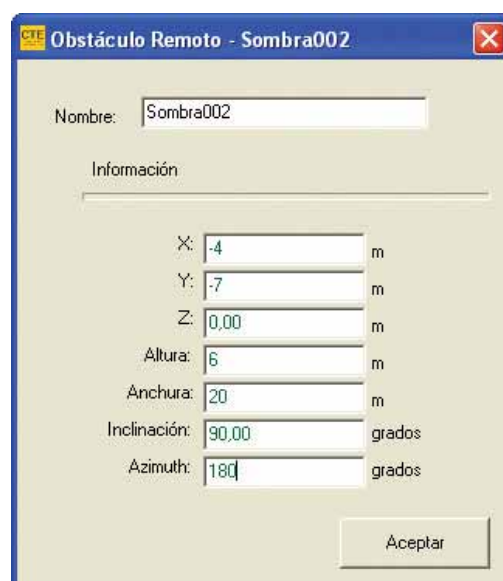 CTE Obstáculo Remoto - Sombra002
Nombre: Sombra002
Información
X: -4 m
Y: -7 m
Z: 0,00 m
Altura: 6 m
Anchura: 20 m
Inclinación: 90,00 grados
Azimuth: 180 grados
Aceptar